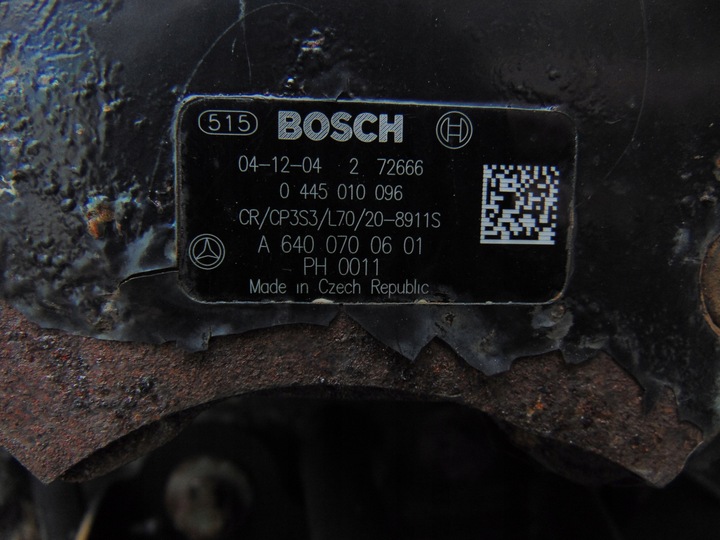 515 BOSCH H
04-12-04 2 72666
0 445 010 096
CR/CP3S3/L70/20-8911S
A 640 070 06 01
PH 0011
Made in Czech Republic